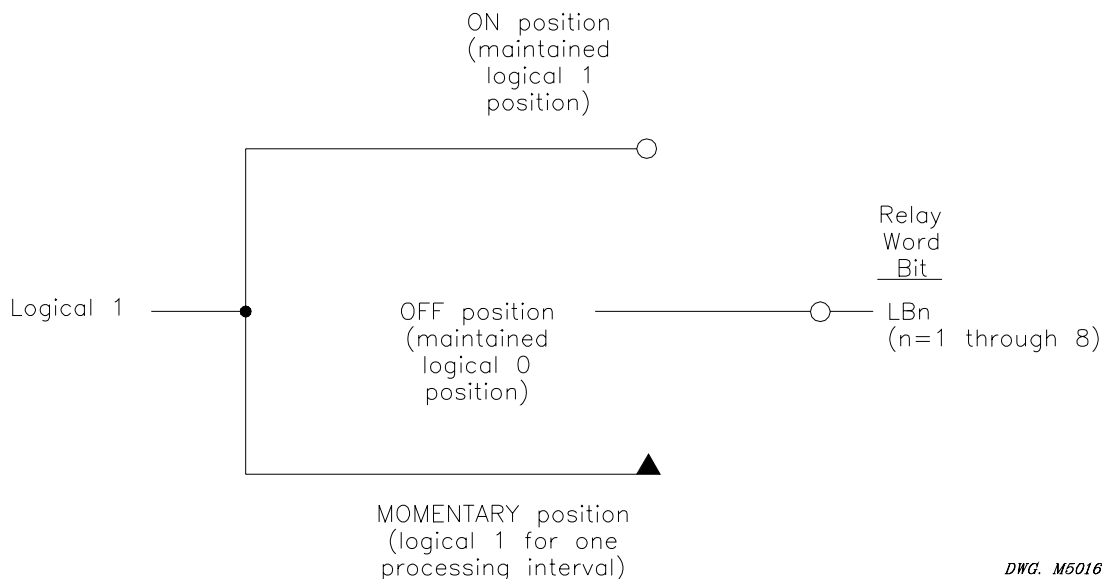 ON position
(maintained
logical 1
position)
Relay
Word
Bit
Logical 1
OFF position
(maintained
logical 0
position)
LBn
(n=1 through 8)
MOMENTARY position
(logical 1 for one
processing interval)
DWG. M5016